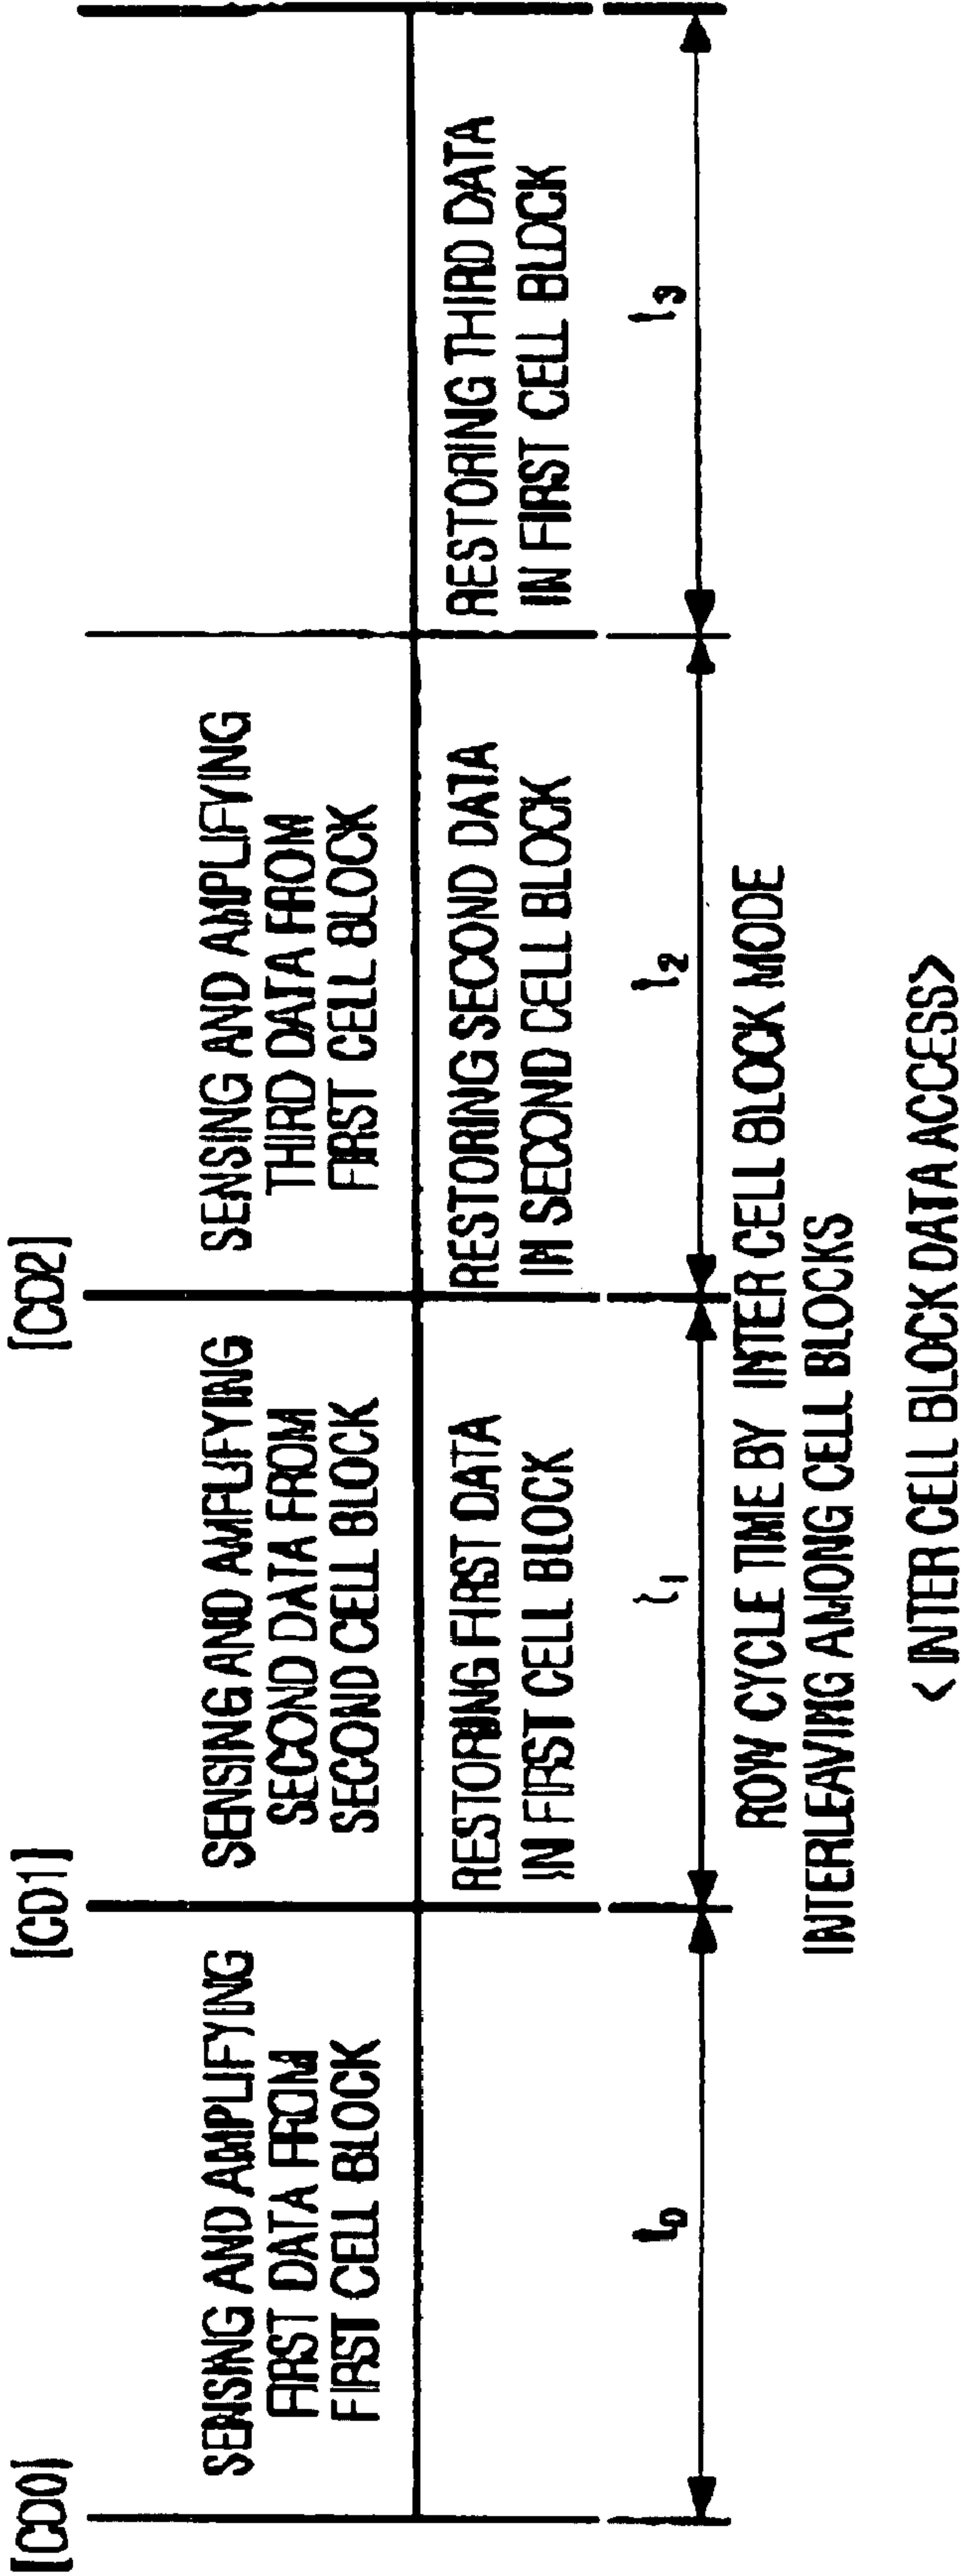 [CD0]
[CD1]
[CD2]
SENSING AND AMPLIFYING
FIRST DATA FROM
FIRST CELL BLOCK
SENSING AND AMPLIFYING
SECOND DATA FROM
SECOND CELL BLOCK
SENSING AND AMPLIFYING
THIRD DATA FROM
FIRST CELL BLOCK
RESTORING FIRST DATA
IN FIRST CELL BLOCK
RESTORING SECOND DATA
IN SECOND CELL BLOCK
RESTORING THIRD DATA
IN FIRST CELL BLOCK
t0
t1
t2
t3
ROW CYCLE TIME BY INTER CELL BLOCK MODE
INTERLEAVING AMONG CELL BLOCKS
< INTER CELL BLOCK DATA ACCESS>